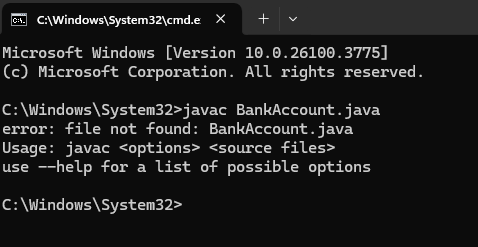 C:\Windows\System32\cmd.e
Microsoft Windows [Version 10.0.26100.3775]
(c) Microsoft Corporation. All rights reserved.
C:\Windows\System32>javac BankAccount.java
error: file not found: BankAccount.java
Usage: javac <options> <source files>
use --help for a list of possible options
C:\Windows\System32>